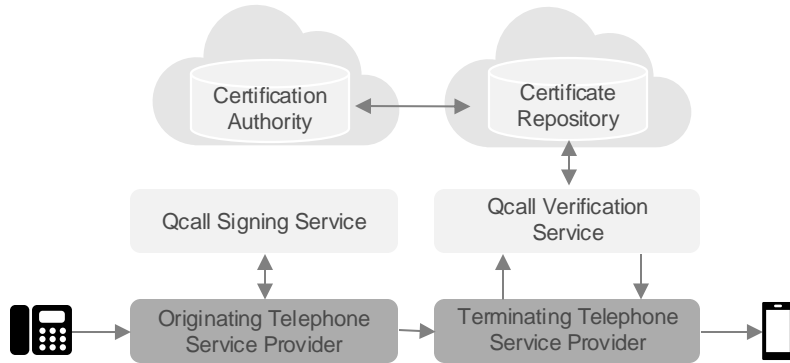 Certification
Authority
Certificate
Repository
Qcall Signing Service
Qcall Verification
Service
Originating Telephone
Service Provider
Terminating Telephone
Service Provider